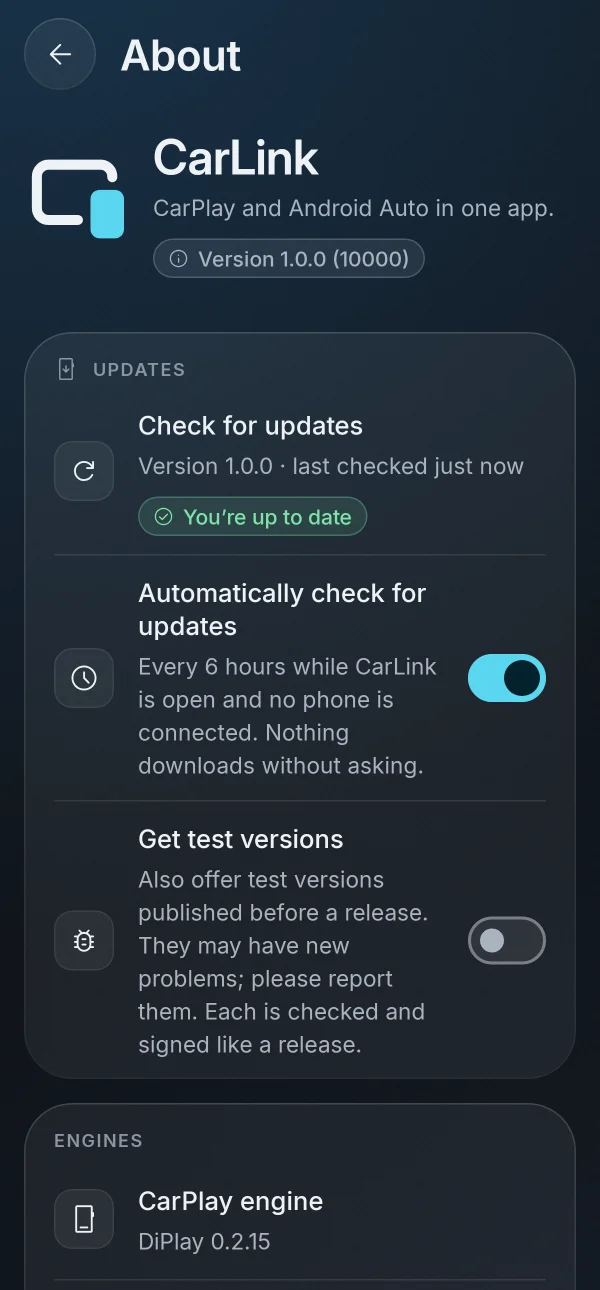 About
CarLink
CarPlay and Android Auto in one app.
Version 1.0.0 (10000)
UPDATES
Check for updates
Version 1.0.0 · last checked just now
You’re up to date
Automatically check for
updates
Every 6 hours while CarLink
is open and no phone is
connected. Nothing
downloads without asking.
Get test versions
Also offer test versions
published before a release.
They may have new
problems; please report
them. Each is checked and
signed like a release.
ENGINES
CarPlay engine
DiPlay 0.2.15